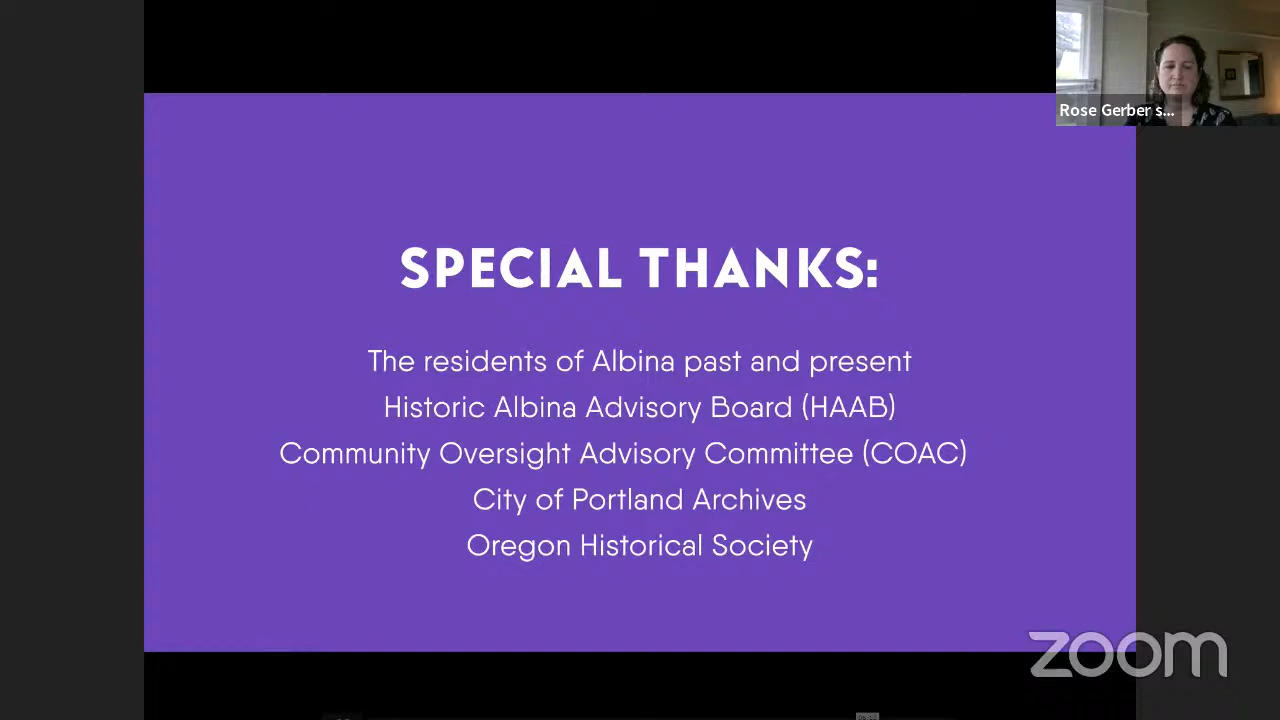 Rose Gerber s...
SPECIAL THANKS:
The residents of Albina past and present
Historic Albina Advisory Board (HAAB)
Community Oversight Advisory Committee (COAC)
City of Portland Archives
Oregon Historical Society
zoom